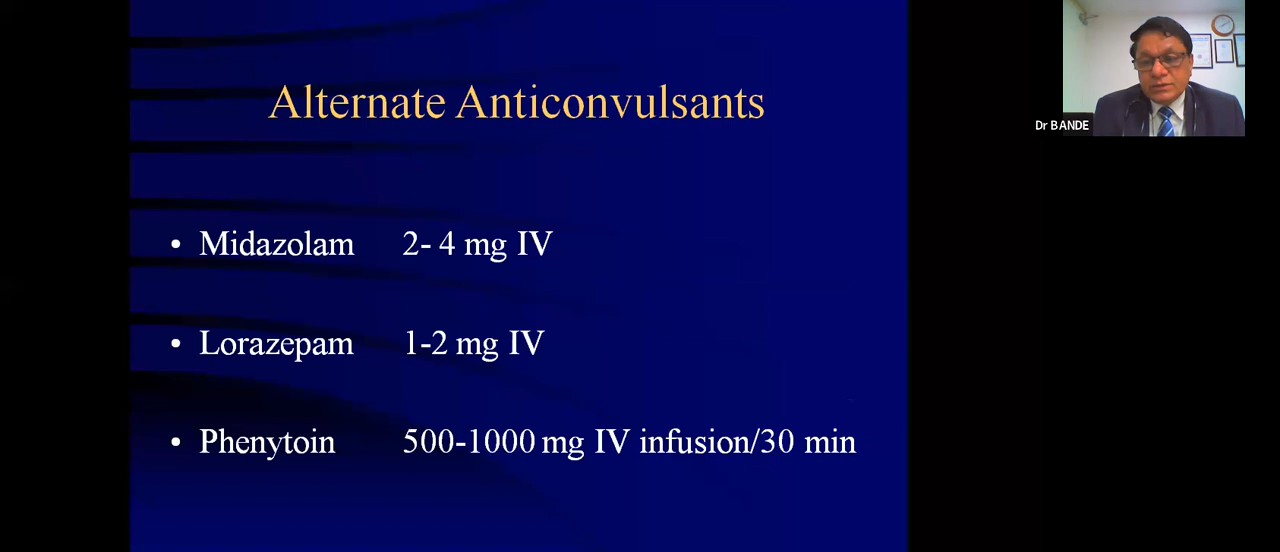 Alternate Anticonvulsants
• Midazolam 2- 4 mg IV
• Lorazepam 1-2 mg IV
• Phenytoin 500-1000 mg IV infusion/30 min
Dr BANDE